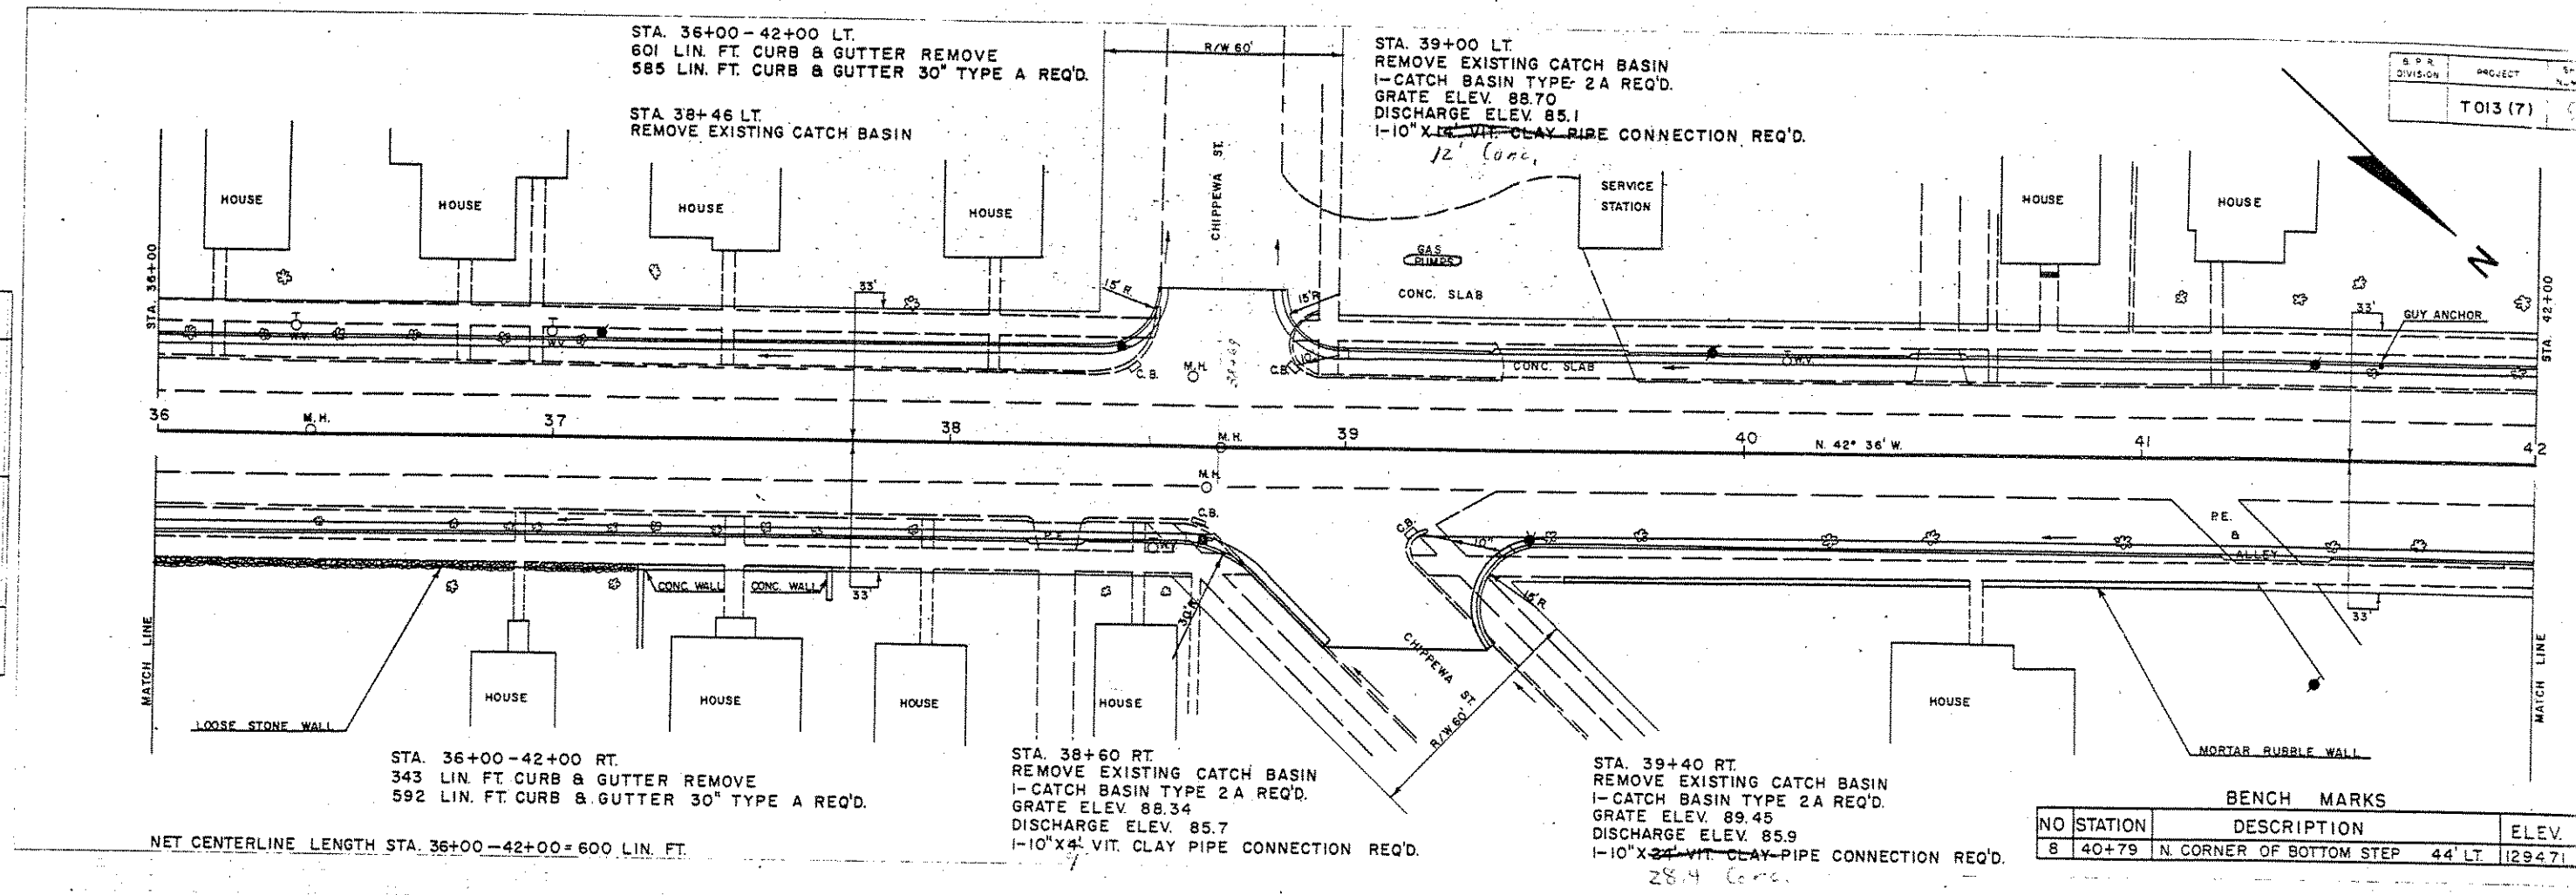 STA. 36+00-42+00 LT.
601 LIN. FT. CURB & GUTTER REMOVE
585 LIN. FT. CURB & GUTTER 30" TYPE A REQ'D.
STA. 38+46 LT.
REMOVE EXISTING CATCH BASIN
R/W 60'
STA. 39+00 LT.
REMOVE EXISTING CATCH BASIN
1-CATCH BASIN TYPE 2A REQ'D.
GRATE ELEV. 88.70
DISCHARGE ELEV. 85.1
1-10"X14' VIT. CLAY PIPE CONNECTION REQ'D.
12' Conc.
B. P. R.
DIVISION
PROJECT
T013(7)
N
HOUSE
HOUSE
HOUSE
HOUSE
CHIPPEWA ST.
SERVICE
STATION
GAS
PUMPS
CONC. SLAB
HOUSE
HOUSE
STA. 36+00
33'
15' R.
15' R.
33'
GUY ANCHOR
STA. 42+00
W.V.
W.V.
C.B.
M.H.
C.B.
10'
CONC. SLAB
W.V.
36
M.H.
37
38
M.H.
39
40
N. 42° 36' W.
41
42
M.H.
C.B.
P.E.
W.V.
C.B.
10'
P.E.
&
ALLEY
CONC. WALL
CONC. WALL
33'
30' R.
15' R.
33'
MATCH LINE
LOOSE STONE WALL
HOUSE
HOUSE
HOUSE
HOUSE
CHIPPEWA ST.
R/W 60'
HOUSE
MORTAR RUBBLE WALL
MATCH LINE
STA. 36+00-42+00 RT.
343 LIN. FT. CURB & GUTTER REMOVE
592 LIN. FT. CURB & GUTTER 30" TYPE A REQ'D.
NET CENTERLINE LENGTH STA. 36+00-42+00=600 LIN. FT.
STA. 38+60 RT.
REMOVE EXISTING CATCH BASIN
1-CATCH BASIN TYPE 2A REQ'D.
GRATE ELEV. 88.34
DISCHARGE ELEV. 85.7
1-10"X4' VIT. CLAY PIPE CONNECTION REQ'D.
STA. 39+40 RT.
REMOVE EXISTING CATCH BASIN
1-CATCH BASIN TYPE 2A REQ'D.
GRATE ELEV. 89.45
DISCHARGE ELEV. 85.9
1-10"X24' VIT. CLAY PIPE CONNECTION REQ'D.
28.4 Conc.
BENCH MARKS
NO STATION DESCRIPTION ELEV.
8 40+79 N. CORNER OF BOTTOM STEP 44' LT. 1294.71